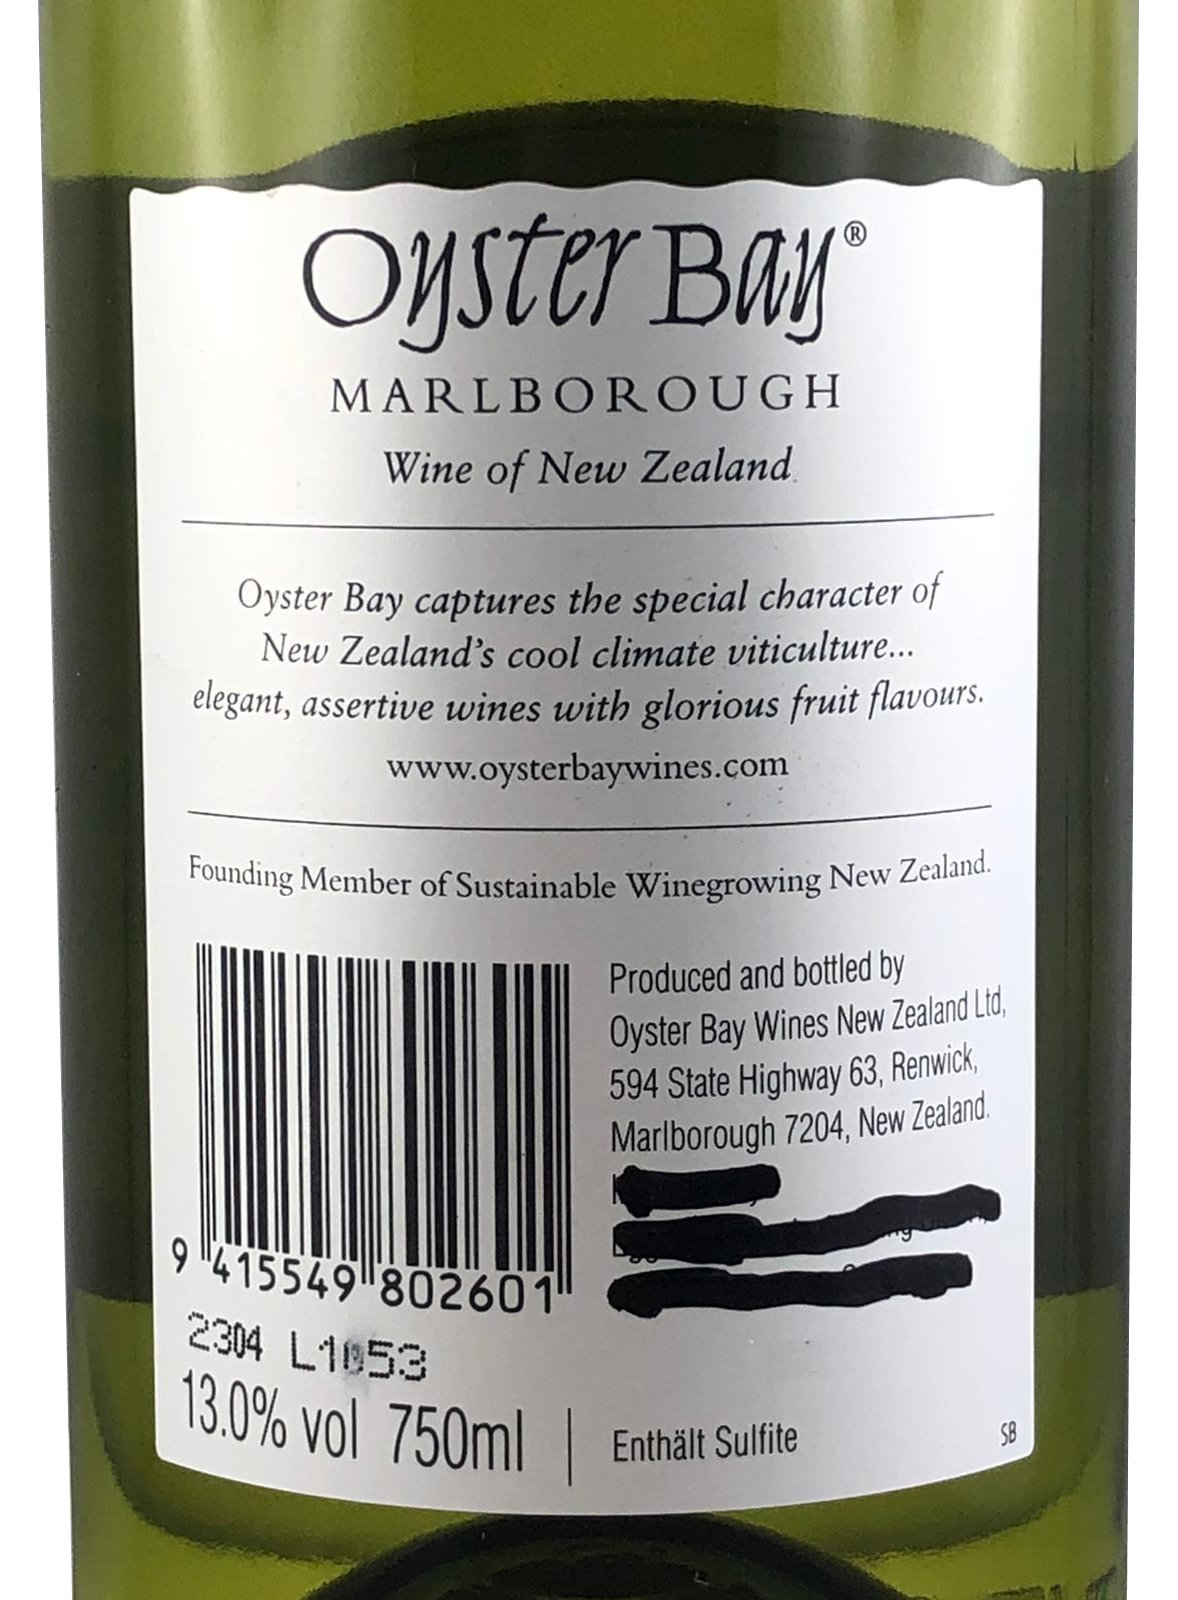 Oyster Bay®
MARLBOROUGH
Wine of New Zealand
Oyster Bay captures the special character of
New Zealand's cool climate viticulture...
elegant, assertive wines with glorious fruit flavours.
www.oysterbaywines.com
Founding Member of Sustainable Winegrowing New Zealand.
Produced and bottled by
Oyster Bay Wines New Zealand Ltd,
594 State Highway 63, Renwick,
Marlborough 7204, New Zealand.
9 415549 802601
2304 L1053
13.0% vol 750ml | Enthält Sulfite
SB